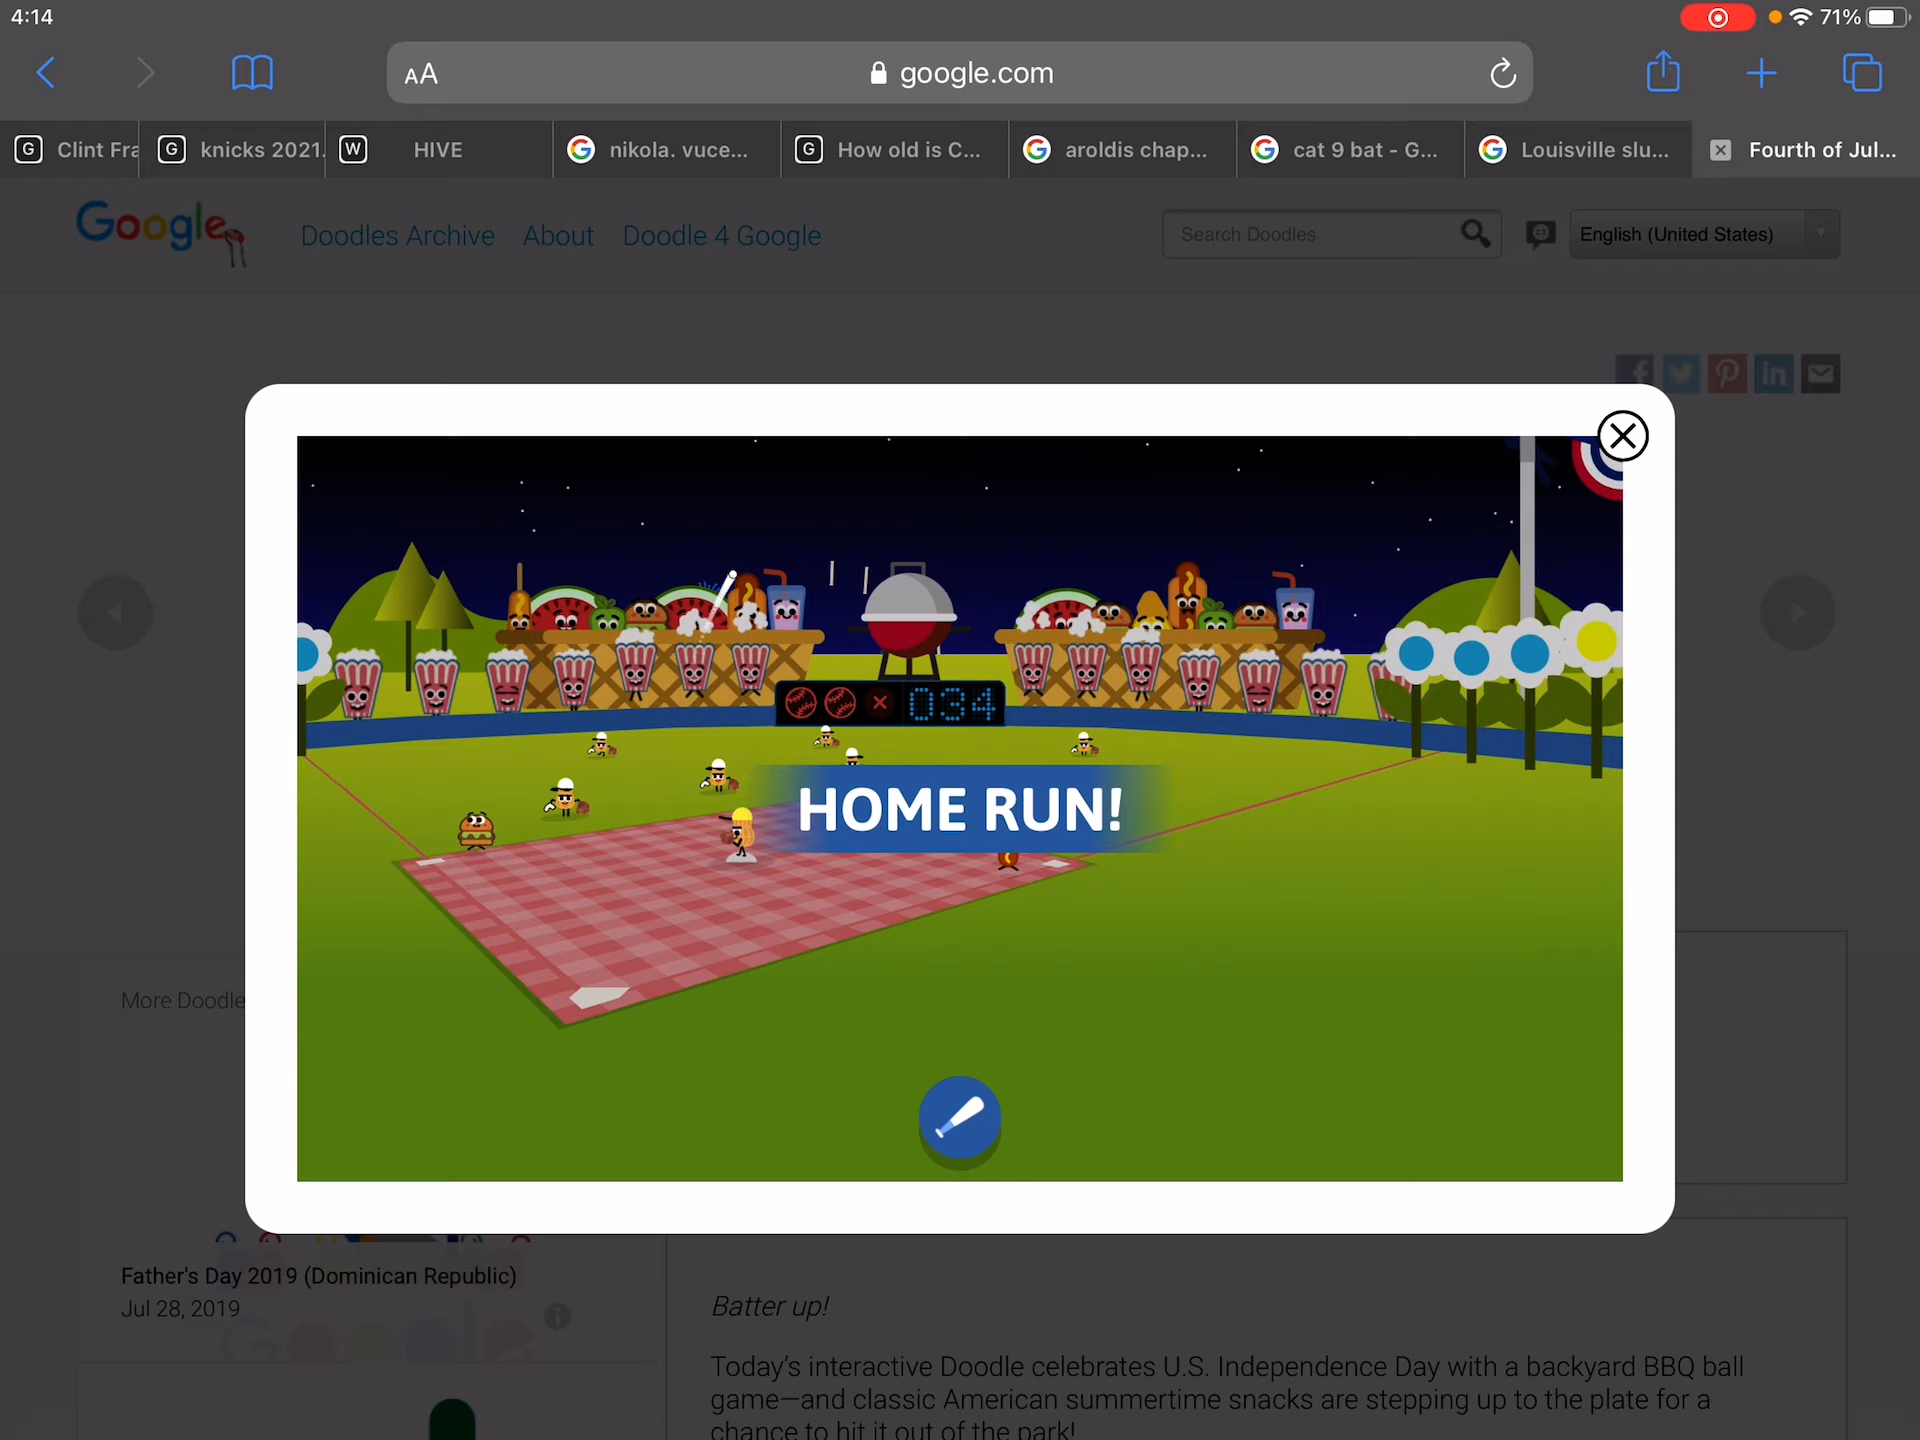 4:14
71%
AA
google.com
Clint Fra
knicks 2021.
HIVE
nikola. vuce...
How old is C...
aroldis chap...
cat 9 bat - G...
Louisville slu...
Fourth of Jul...
Google
Doodles Archive
About
Doodle 4 Google
Search Doodles
English (United States)
034
HOME RUN!
More Doodle
Father's Day 2019 (Dominican Republic)
Jul 28, 2019
Batter up!
Today's interactive Doodle celebrates U.S. Independence Day with a backyard BBQ ball
game—and classic American summertime snacks are stepping up to the plate for a
chance to hit it out of the park!